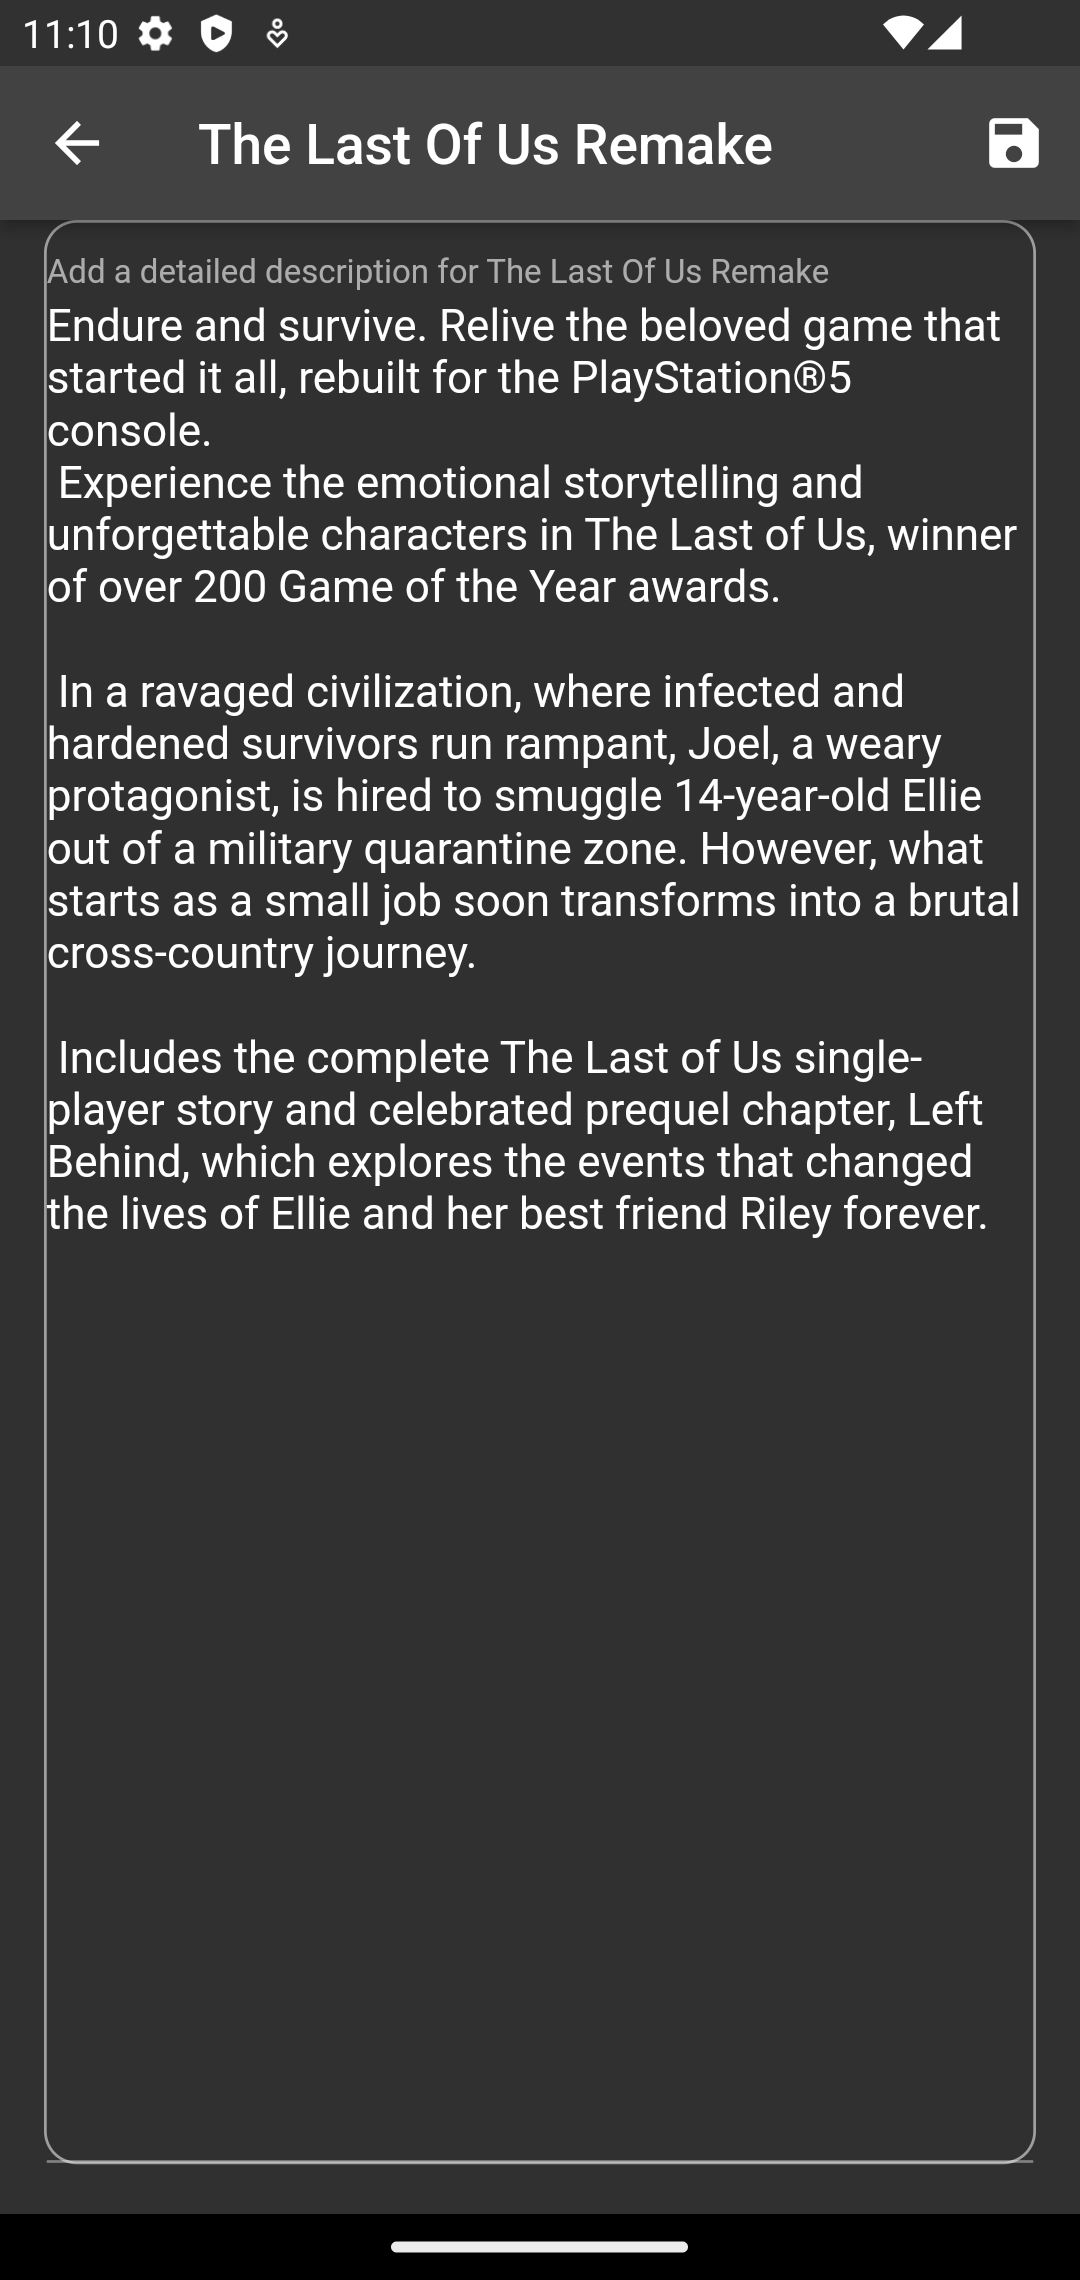 11:10
The Last Of Us Remake
Add a detailed description for The Last Of Us Remake
Endure and survive. Relive the beloved game that
started it all, rebuilt for the PlayStation®5
console.
Experience the emotional storytelling and
unforgettable characters in The Last of Us, winner
of over 200 Game of the Year awards.
In a ravaged civilization, where infected and
hardened survivors run rampant, Joel, a weary
protagonist, is hired to smuggle 14-year-old Ellie
out of a military quarantine zone. However, what
starts as a small job soon transforms into a brutal
cross-country journey.
Includes the complete The Last of Us single-
player story and celebrated prequel chapter, Left
Behind, which explores the events that changed
the lives of Ellie and her best friend Riley forever.